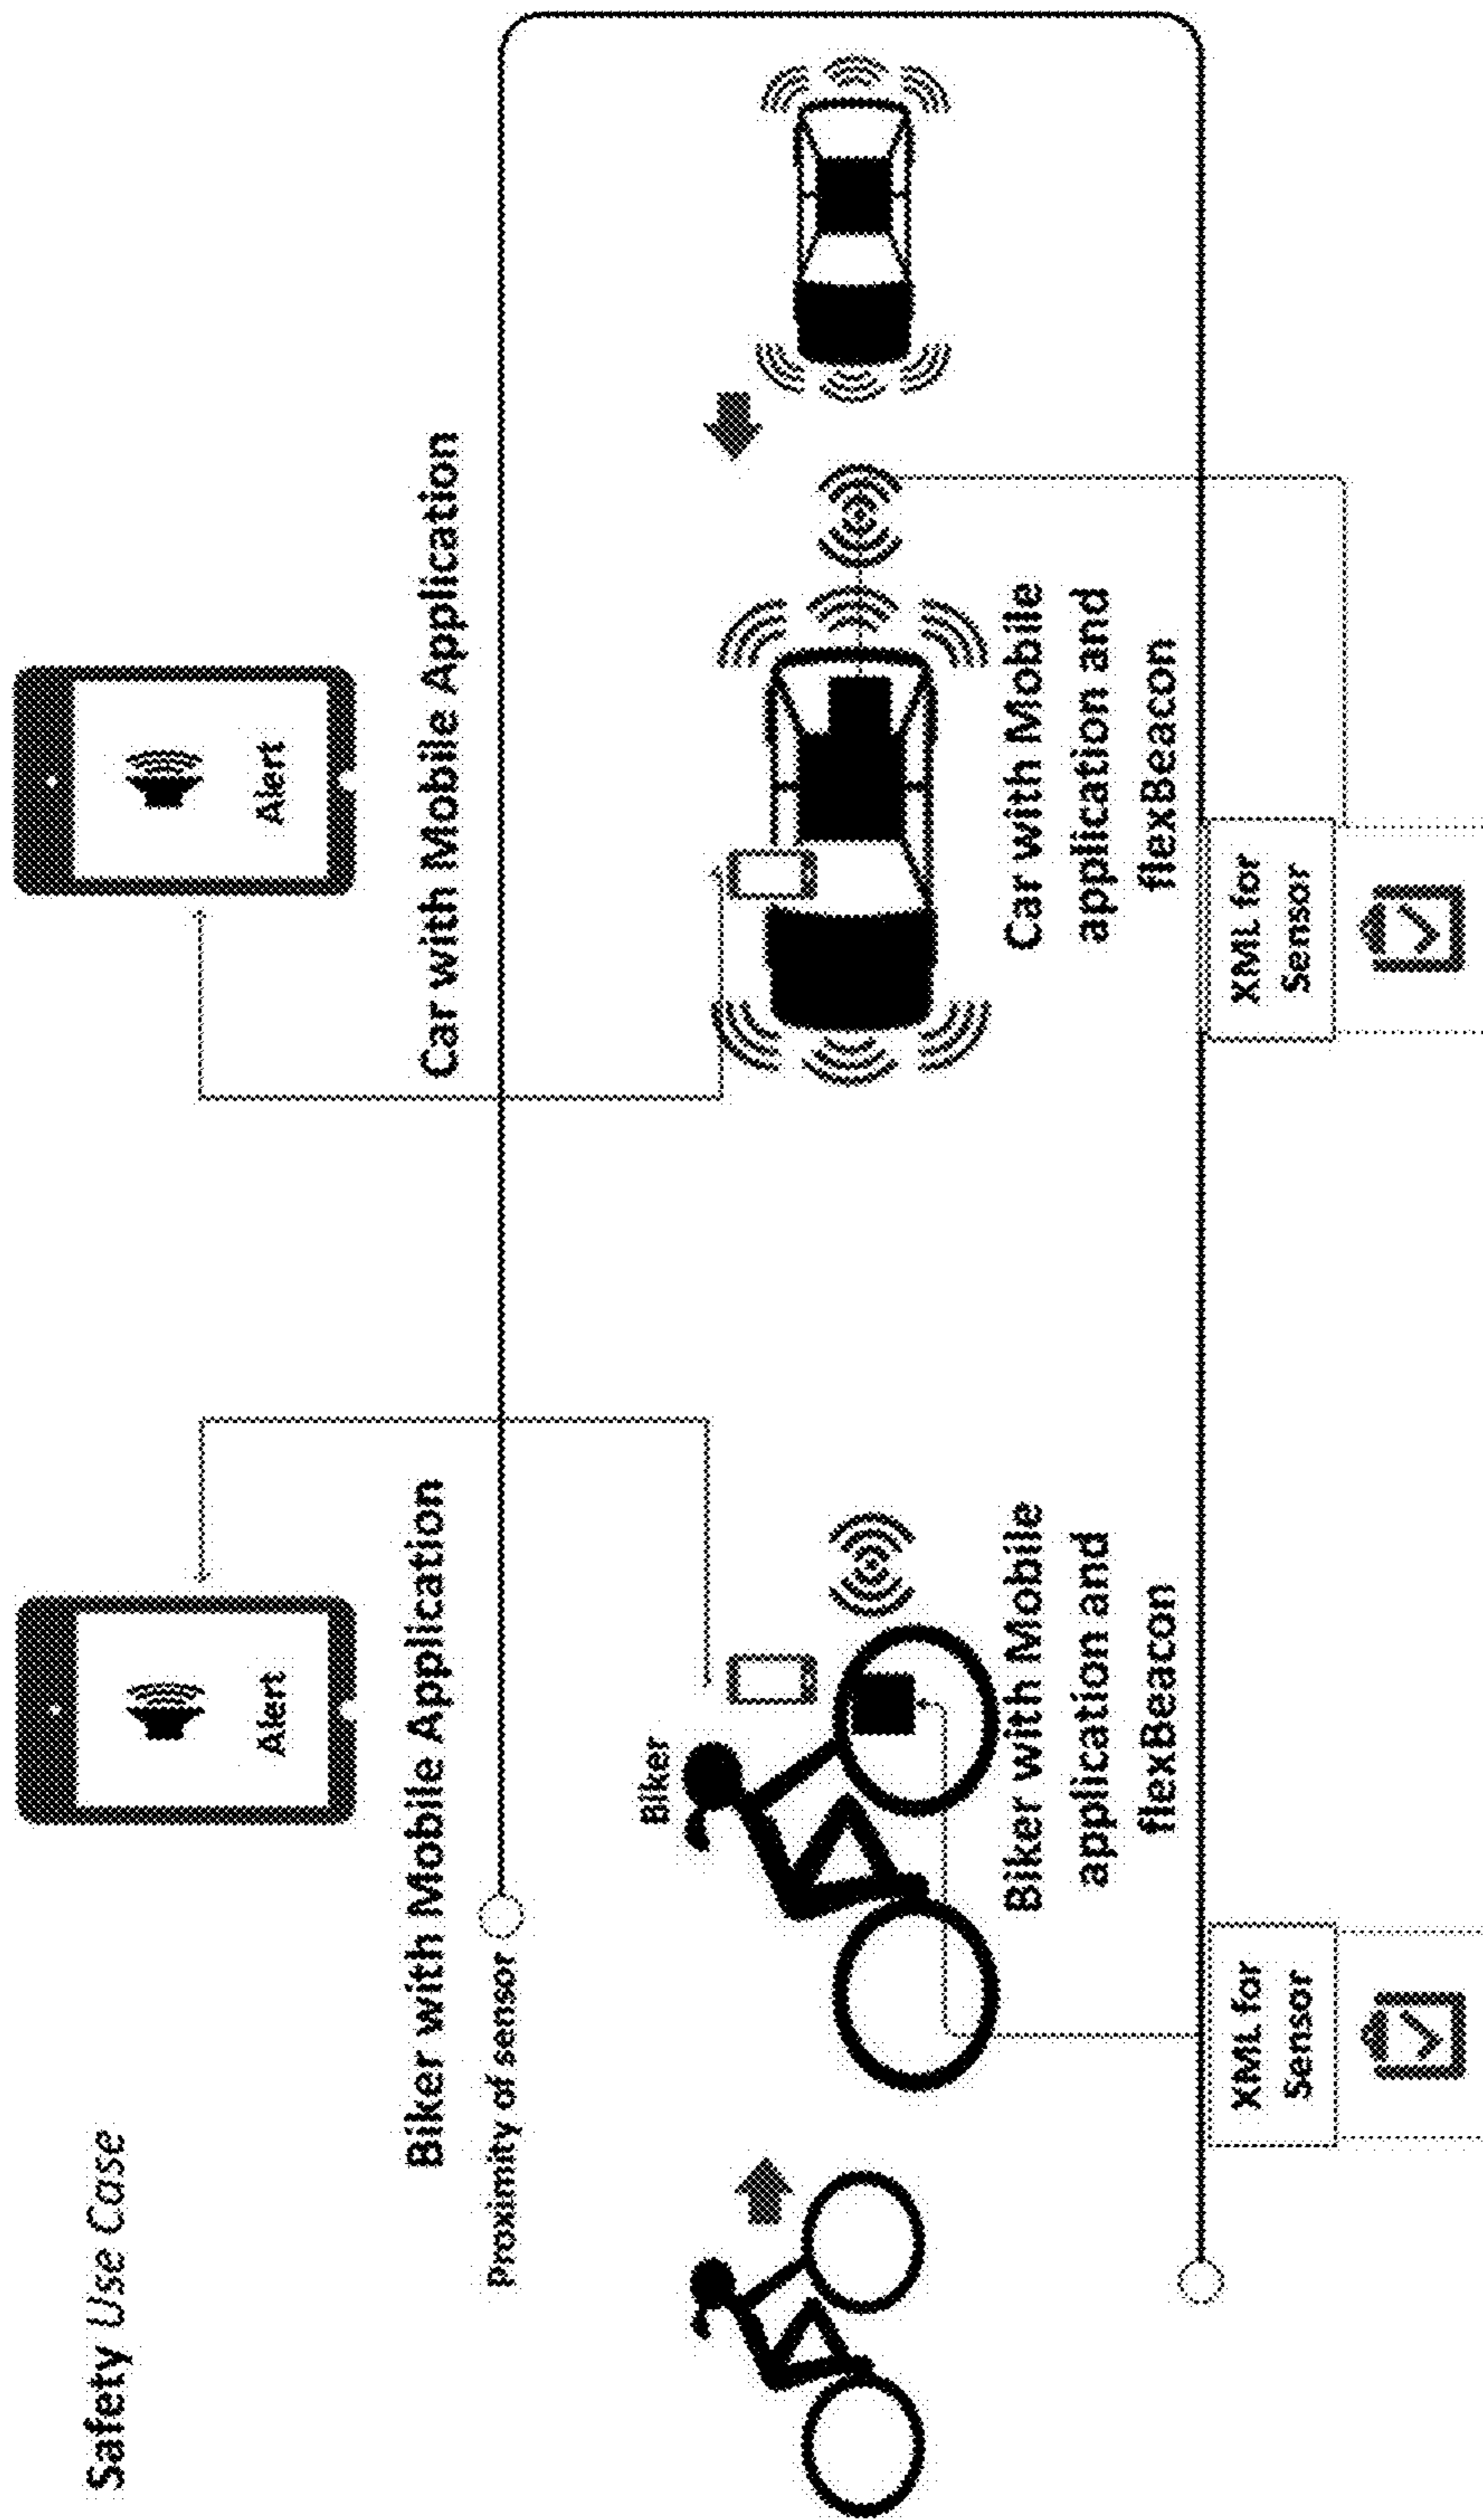 Safety Use Case
Alert
Alert
Biker with Mobile Application
Car with Mobile Application
Proximity of sensor
Biker
Biker with Mobile
application and
flexBeacon
Car with Mobile
application and
flexBeacon
XML for
Sensor
XML for
Sensor